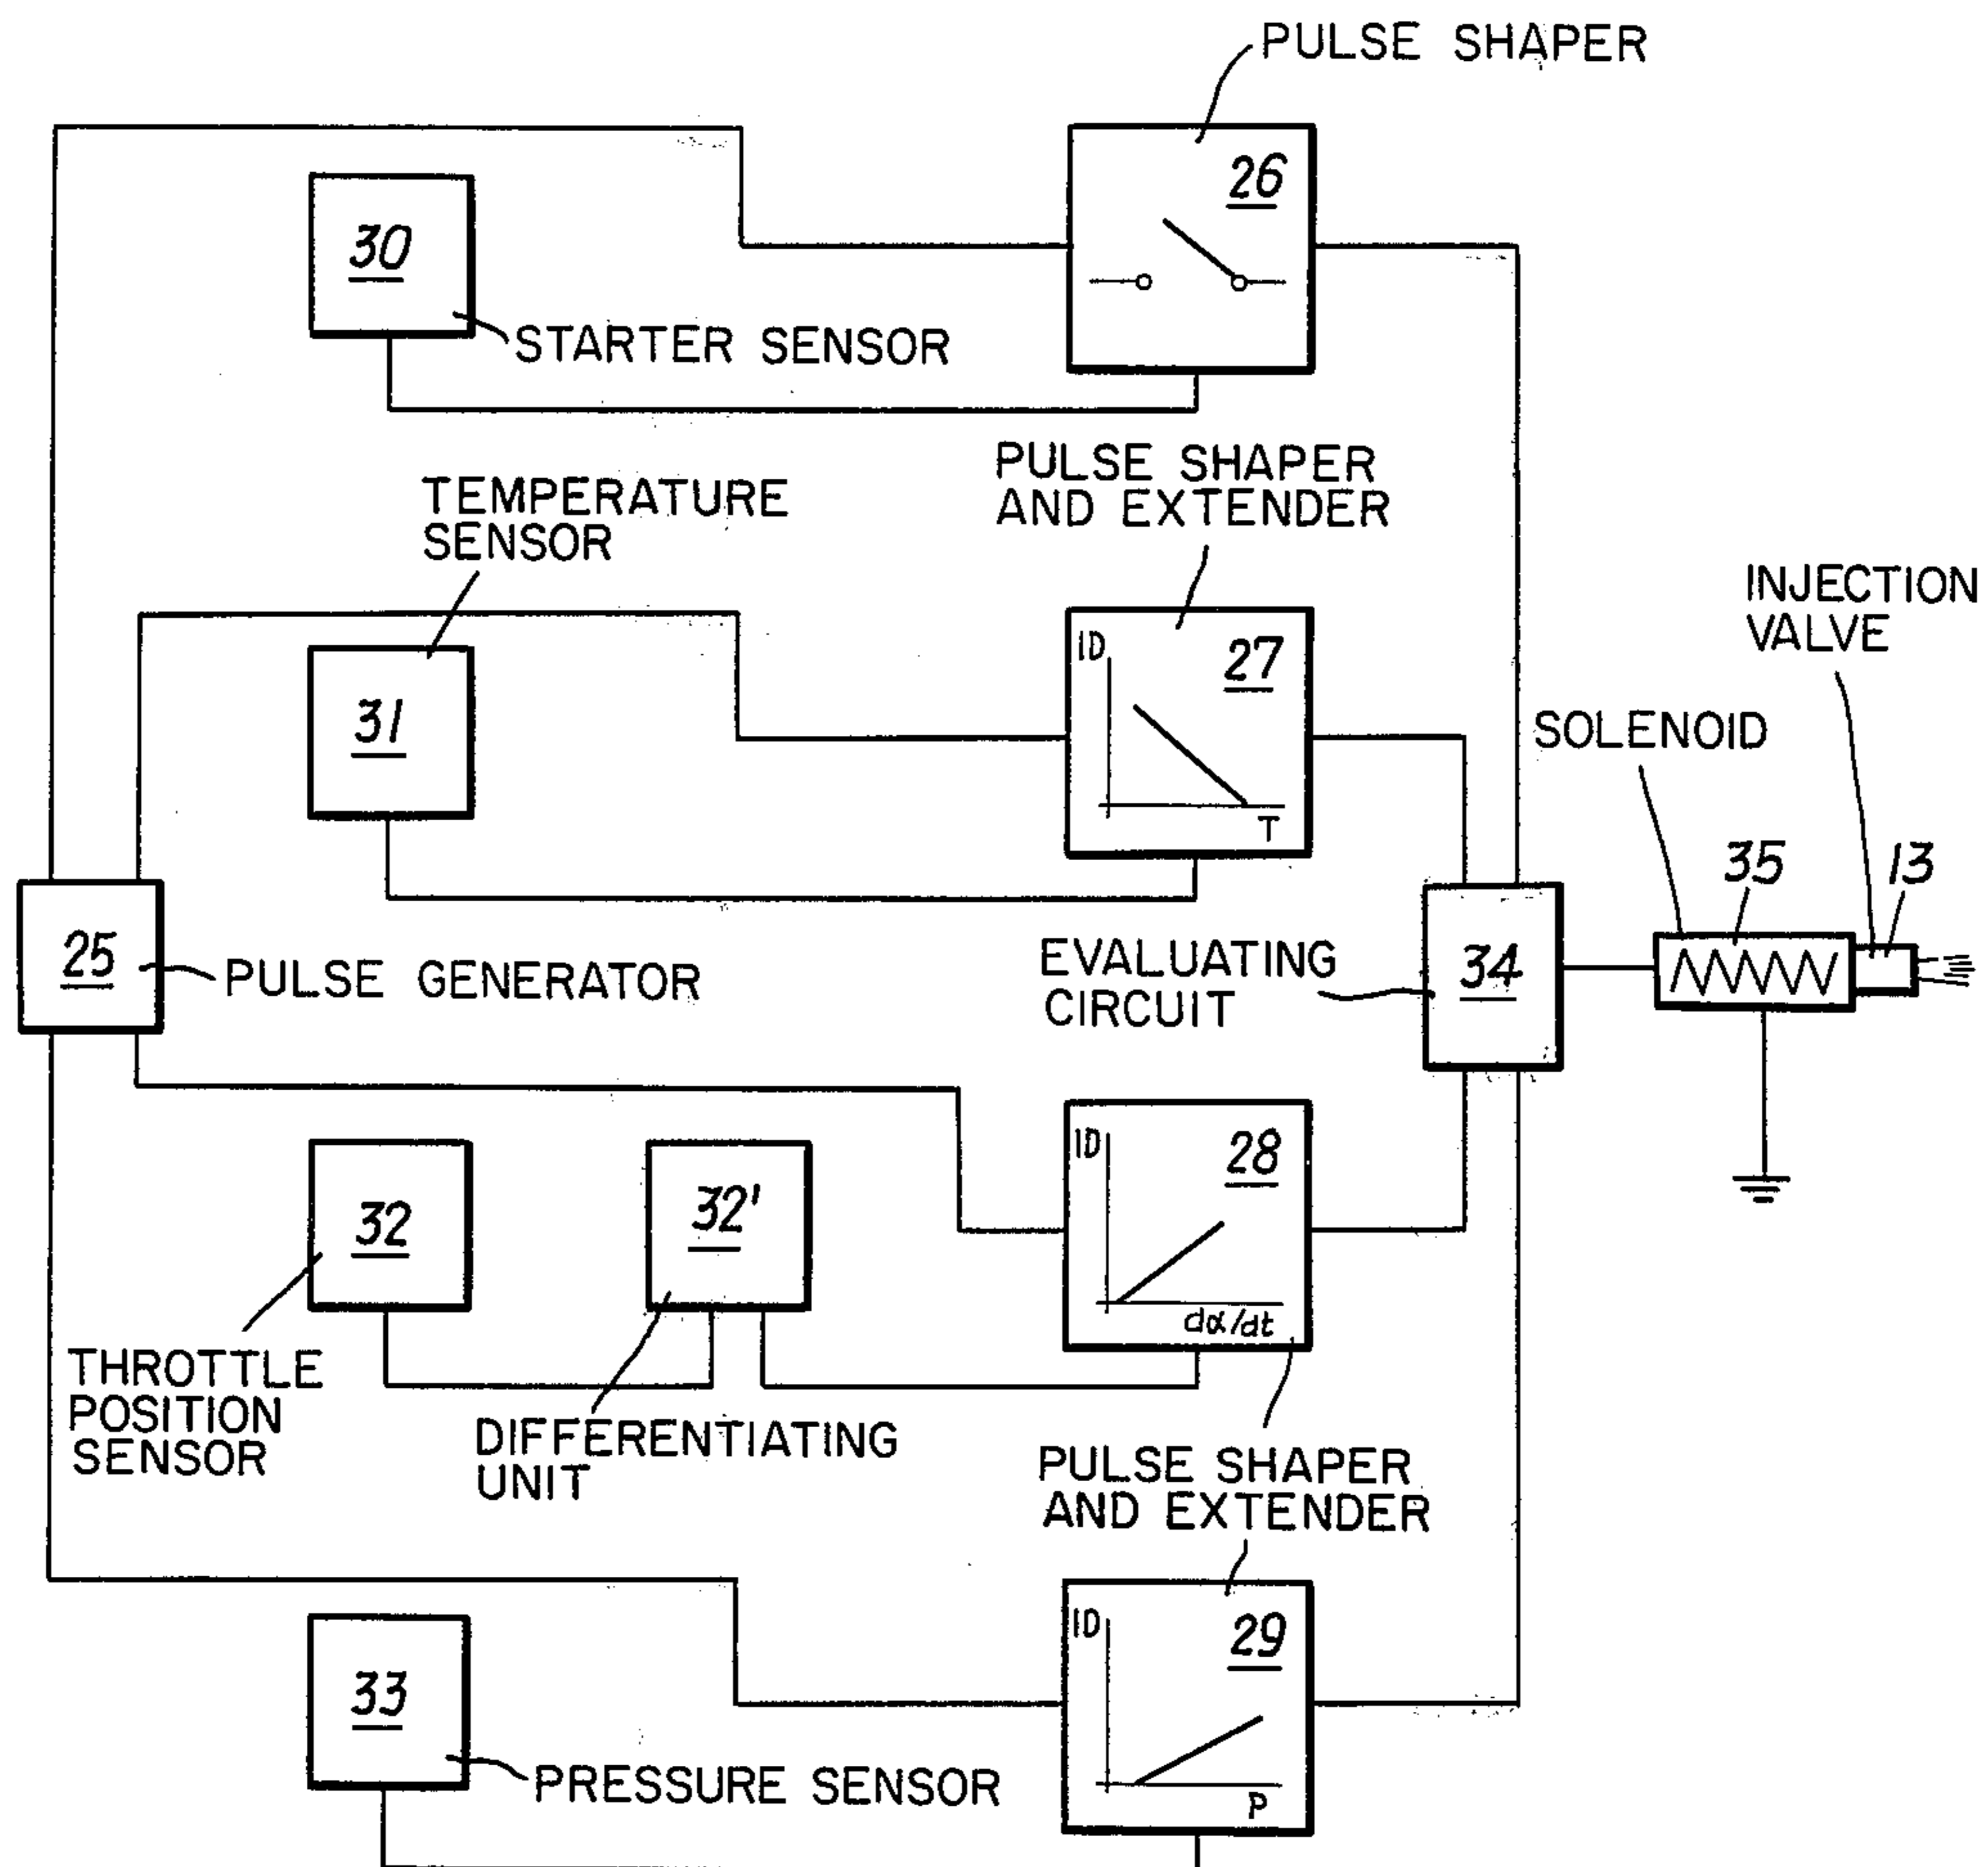 PULSE SHAPER
26
30
STARTER SENSOR
PULSE SHAPER
AND EXTENDER
TEMPERATURE
SENSOR
ID
27
T
31
INJECTION
VALVE
SOLENOID
35
13
25
PULSE GENERATOR
EVALUATING
CIRCUIT
34
ID
28
dα/dt
32
32'
THROTTLE
POSITION
SENSOR
DIFFERENTIATING
UNIT
PULSE SHAPER
AND EXTENDER
ID
29
P
33
PRESSURE SENSOR